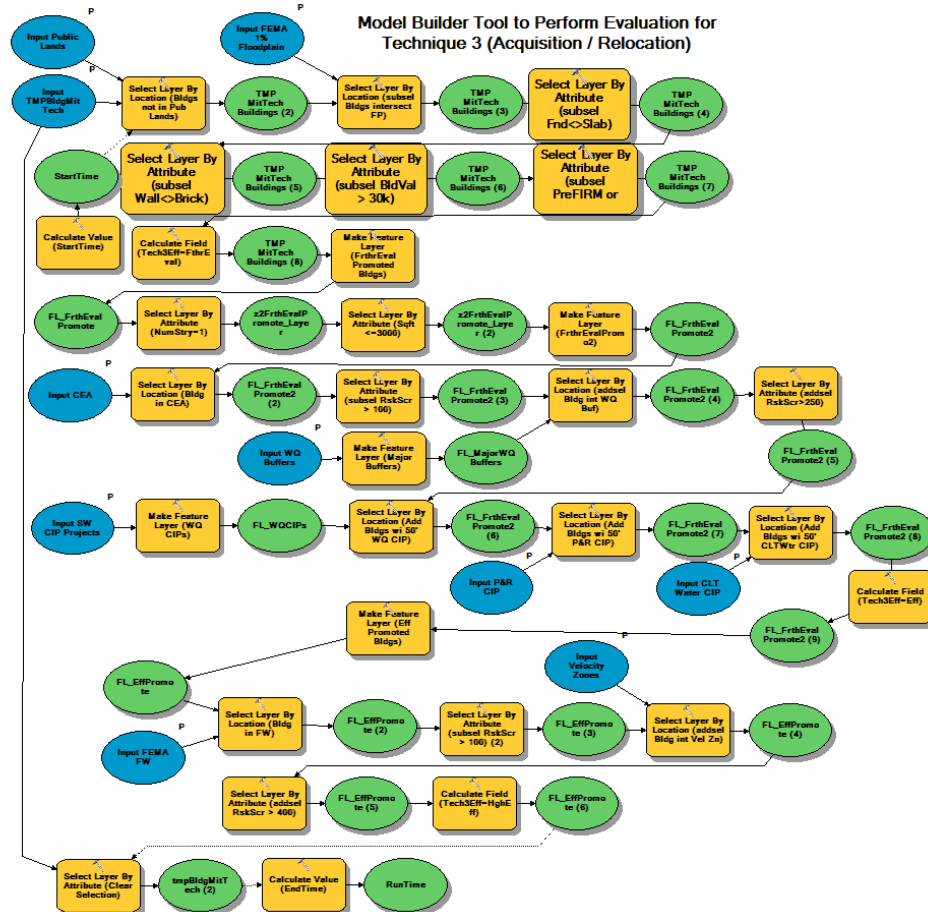 Model Builder Tool to Perform Evaluation for
Technique 3 (Acquisition / Relocation)
P
Input Public
Lands
P
Input FEMA
1%
Floodplain
P
Input
TMPBldgMit
Tech
Select Layer By
Location (Bldgs
not in Pub
Lands)
TMP
MitTech
Buildings (2)
Select Layer By
Location (subsel
Bldgs intersect
FP)
TMP
MitTech
Buildings (3)
Select Layer By
Attribute
(subsel
Fnd<>Slab)
TMP
MitTech
Buildings (4)
StartTime
Select Layer By
Attribute
(subsel
Wall<>Brick)
TMP
MitTech
Buildings (5)
Select Layer By
Attribute
(subsel BldVal
> 30k)
TMP
MitTech
Buildings (6)
Select Layer By
Attribute
(subsel
PreFIRM or
TMP
MitTech
Buildings (7)
Calculate Value
(StartTime)
Calculate Field
(Tech3Eff=FthrE
val)
TMP
MitTech
Buildings (8)
Make Feature
Layer
(FrthrEval
Promoted
Bldgs)
FL_FrthEval
Promote
Select Layer By
Attribute
(NumStry=1)
z2FrthEvalP
romote_Laye
r
Select Layer By
Attribute (Sqft
<=3000)
z2FrthEvalP
romote_Laye
r (2)
Make Feature
Layer
(FrthEvalPromo
o2)
FL_FrthEval
Promote2
P
Input CEA
Select Layer By
Location (Bldg
in CEA)
FL_FrthEval
Promote2
(2)
Select Layer By
Attribute
(subsel RskScr
> 100)
FL_FrthEval
Promote2 (3)
Select Layer By
Location (addsel
Bldg int WQ
Buf)
FL_FrthEval
Promote2 (4)
Select Layer By
Attribute (addsel
RskScr>250)
P
Input WQ
Buffers
Make Feature
Layer (Major
Buffers)
FL_MajorWQ
Buffers
FL_FrthEval
Promote2 (5)
P
Input SW
CIP Projects
Make Feature
Layer (WQ
CIPs)
FL_WQCIPs
Select Layer By
Location (Add
Bldgs wi 50'
WQ CIP)
FL_FrthEval
Promote2
(6)
Select Layer By
Location (Add
Bldgs wi 50'
P&R CIP)
FL_FrthEval
Promote2 (7)
Select Layer By
Location (Add
Bldgs wi 50'
CLTWtr CIP)
FL_FrthEval
Promote2 (8)
P
Input P&R
CIP
P
Input CLT
Water CIP
Calculate Field
(Tech3Eff=Eff)
Make Feature
Layer (Eff
Promoted
Bldgs)
FL_FrthEval
Promote2 (9)
P
Input
Velocity
Zones
FL_EffPromo
te
Select Layer By
Location (Bldg
in FW)
FL_EffPromo
te (2)
Select Layer By
Attribute
(subsel RskScr
> 100) (2)
FL_EffPromo
te (3)
Select Layer By
Location (addsel
Bldg int Vel Zn)
FL_EffPromo
te (4)
P
Input FEMA
FW
Select Layer By
Attribute (addsel
RskScr > 400)
FL_EffPromo
te (5)
Calculate Field
(Tech3Eff=HghE
ff)
FL_EffPromo
te (6)
Select Layer By
Attribute (Clear
Selection)
tmpBldgMitT
ech (2)
Calculate Value
(EndTime)
RunTime